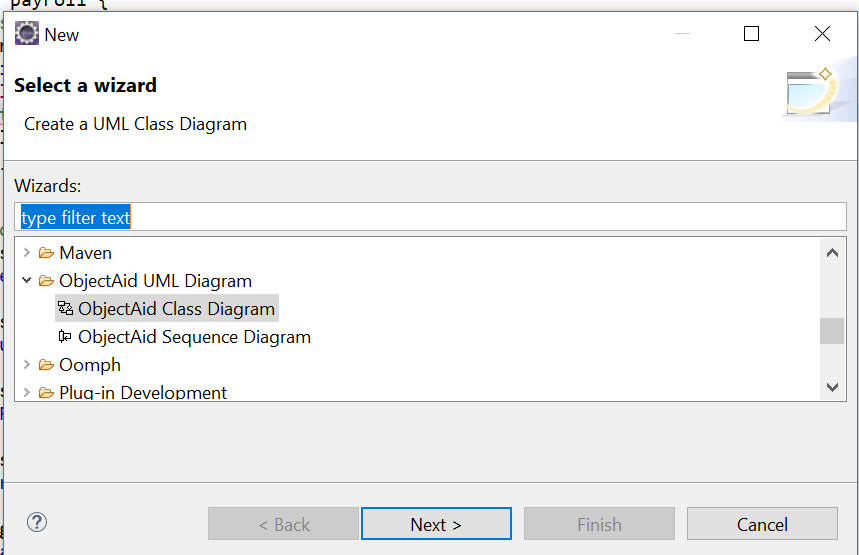 payroll {
New
Select a wizard
Create a UML Class Diagram
Wizards:
type filter text
Maven
ObjectAid UML Diagram
ObjectAid Class Diagram
ObjectAid Sequence Diagram
Oomph
Plug-in Development
?
< Back
Next >
Finish
Cancel